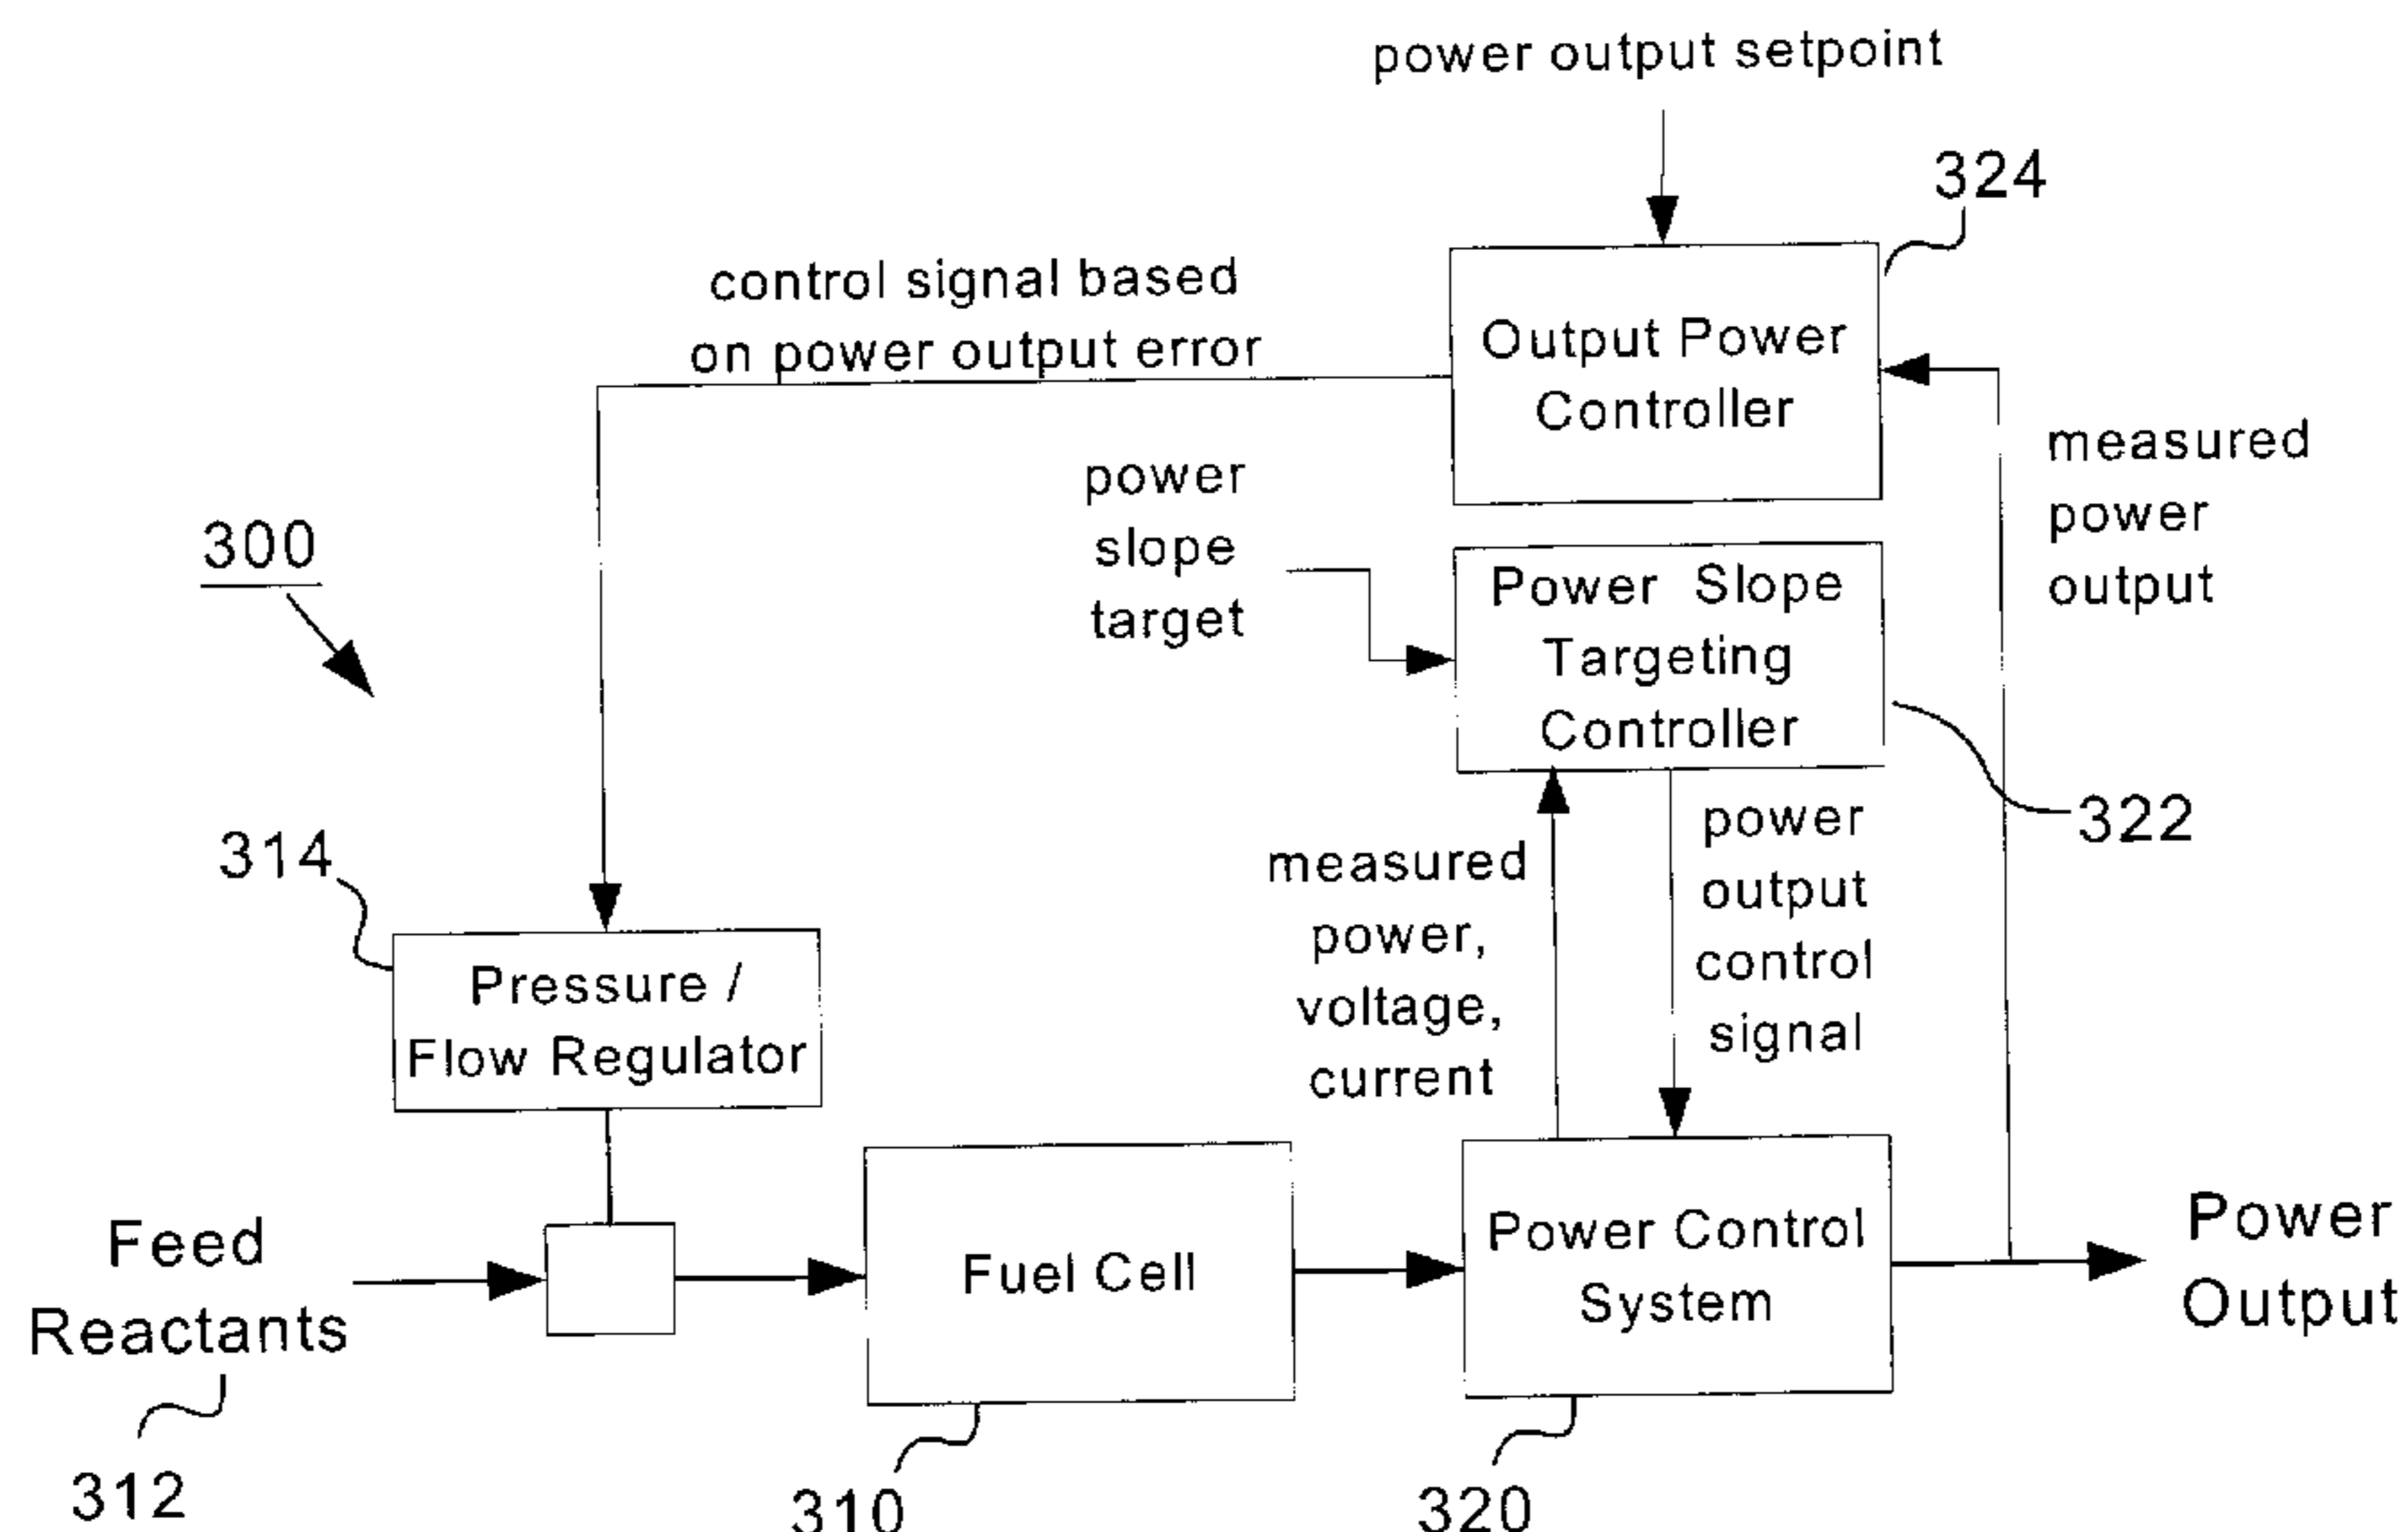 power output setpoint
324
control signal based
on power output error
Output Power
Controller
measured
power
output
power
slope
target
300
Power Slope
Targeting
Controller
322
314
measured
power,
voltage,
current
power
output
control
signal
Pressure /
Flow Regulator
Feed
Reactants
Fuel Cell
Power Control
System
Power
Output
312
310
320